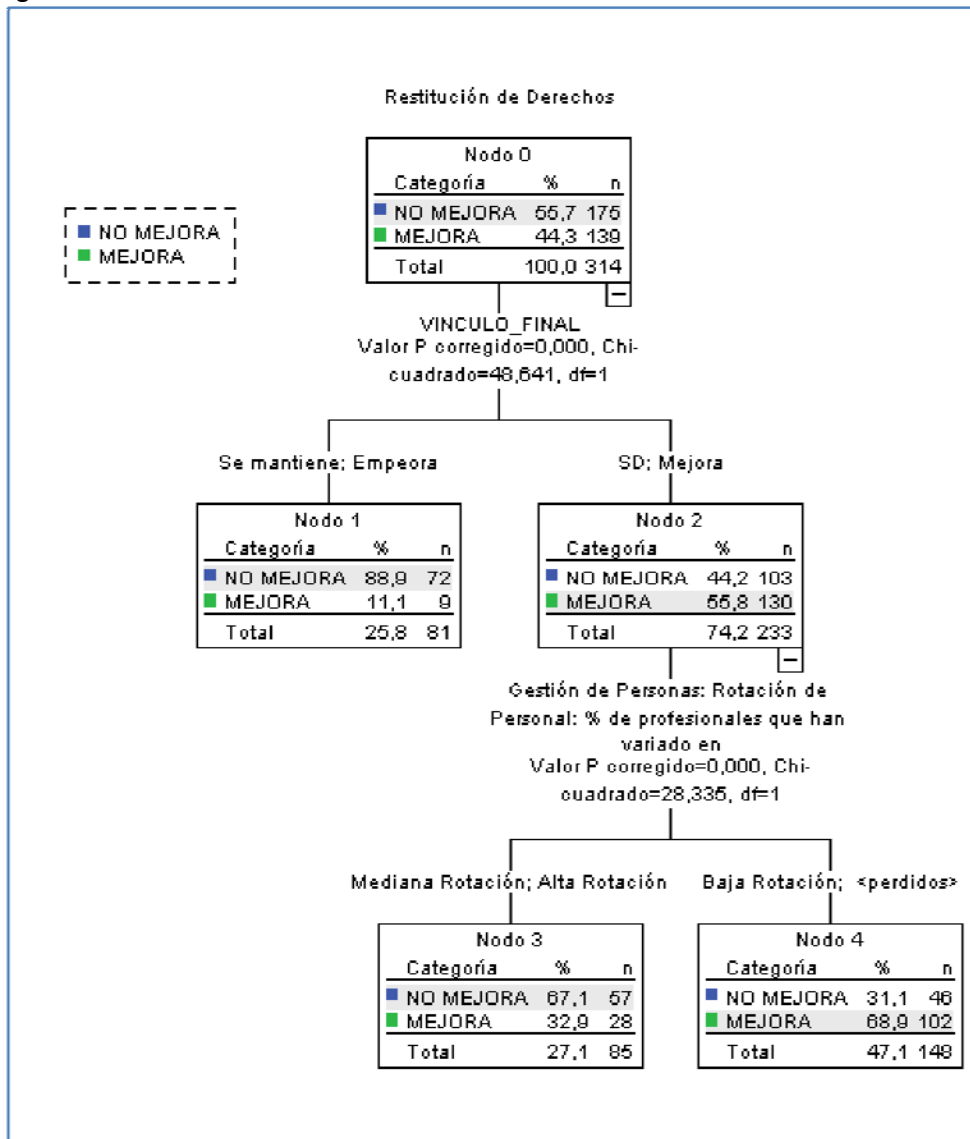 Restitución de Derechos
NO MEJORA
MEJORA
Nodo 0
Categoría % n
NO MEJORA 55,7 175
MEJORA 44,3 139
Total 100,0 314
VINCULO_FINAL
Valor P corregido=0,000, Chi-
cuadrado=48,641, df=1
Se mantiene; Empeora
SD; Mejora
Nodo 1
Categoría % n
NO MEJORA 88,9 72
MEJORA 11,1 9
Total 25,8 81
Nodo 2
Categoría % n
NO MEJORA 44,2 103
MEJORA 55,8 130
Total 74,2 233
Gestión de Personas: Rotación de
Personal: % de profesionales que han
variado en
Valor P corregido=0,000, Chi-
cuadrado=28,335, df=1
Mediana Rotación; Alta Rotación
Baja Rotación; <perdidos>
Nodo 3
Categoría % n
NO MEJORA 67,1 57
MEJORA 32,9 28
Total 27,1 85
Nodo 4
Categoría % n
NO MEJORA 31,1 46
MEJORA 68,9 102
Total 47,1 148